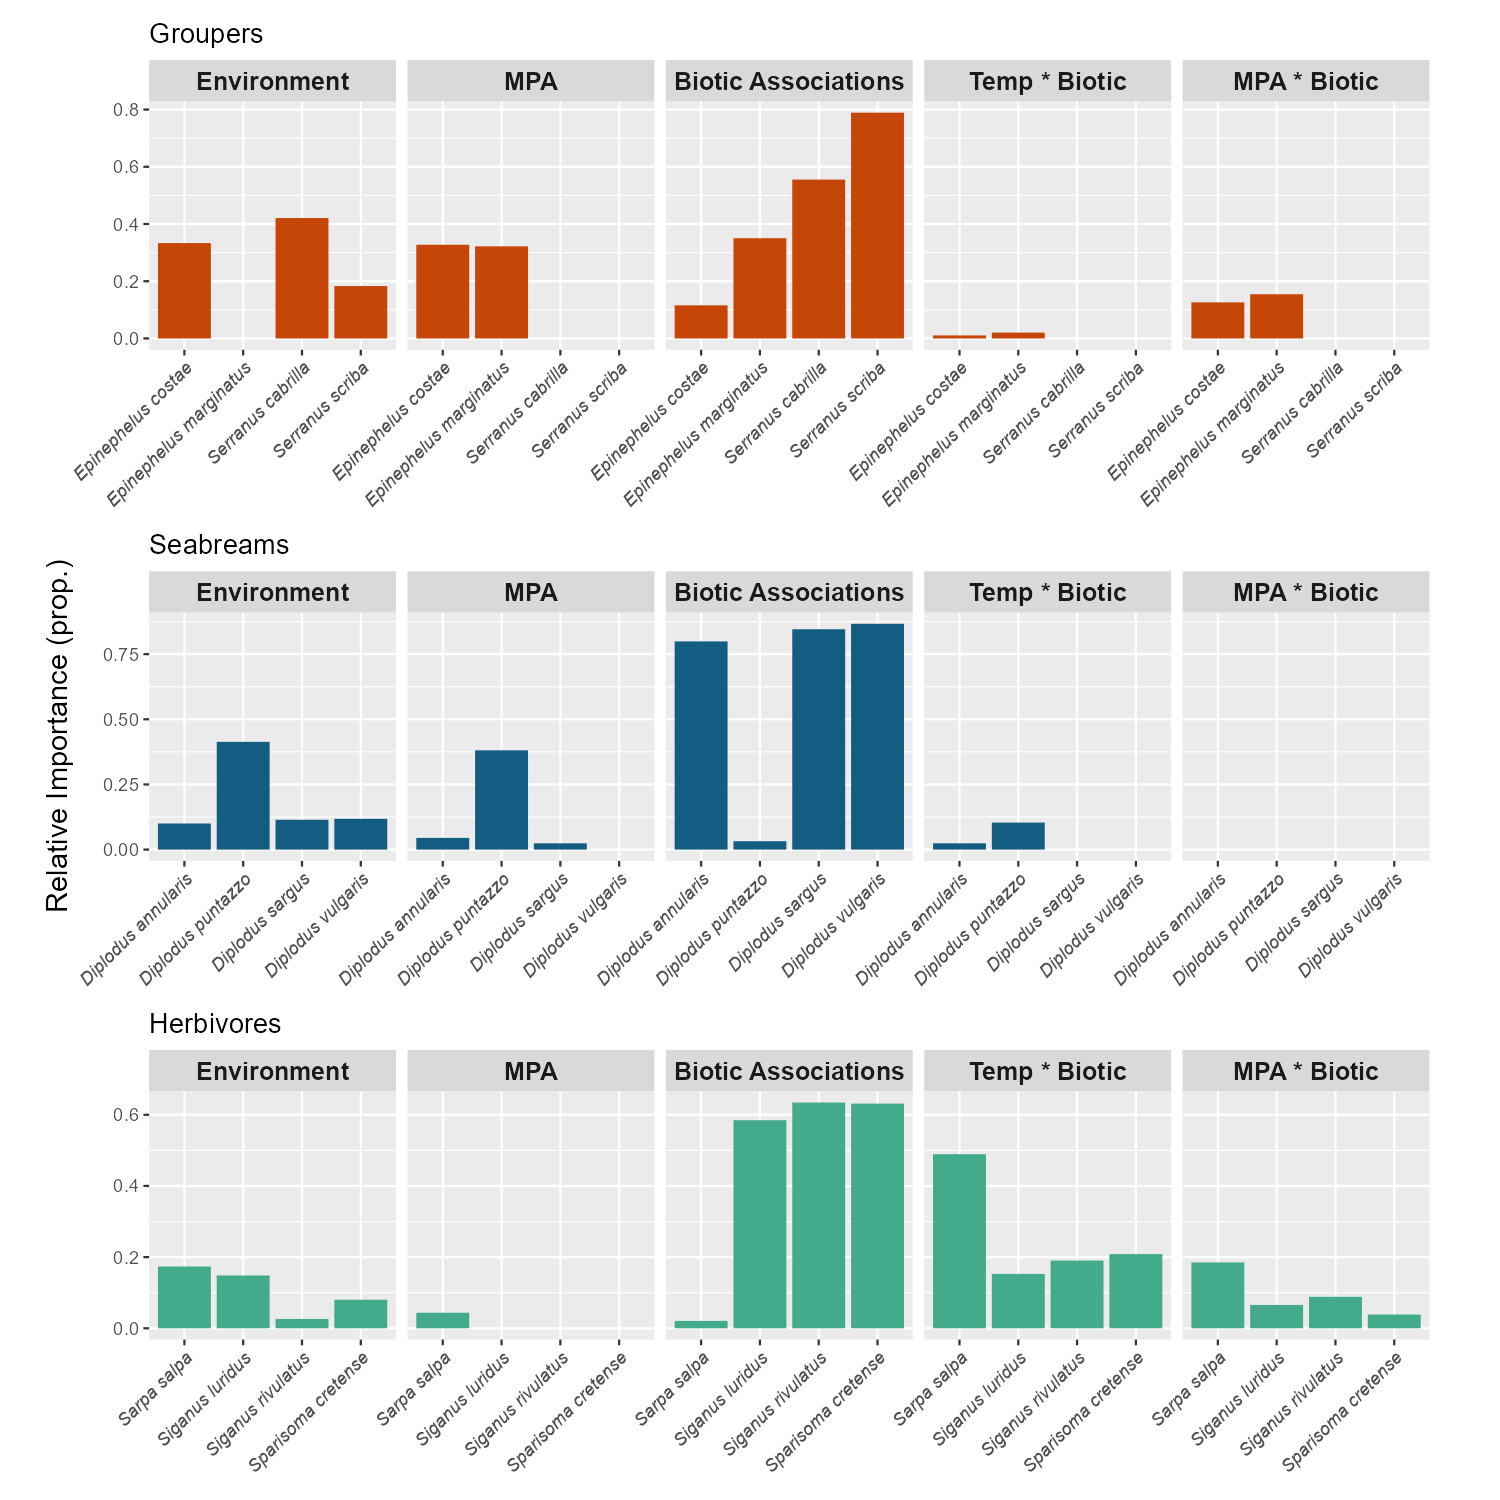 Groupers
Environment MPA Biotic Associations Temp * Biotic MPA * Biotic
0.8
0.6
0.4
0.2
0.0
Epinephelus costae Epinephelus marginatus Serranus cabrilla Serranus scriba Epinephelus costae Epinephelus marginatus Serranus cabrilla Serranus scriba Epinephelus costae Epinephelus marginatus Serranus cabrilla Serranus scriba Epinephelus costae Epinephelus marginatus Serranus cabrilla Serranus scriba Epinephelus costae Epinephelus marginatus Serranus cabrilla Serranus scriba
Relative Importance (prop.)
Seabreams
Environment MPA Biotic Associations Temp * Biotic MPA * Biotic
0.75
0.50
0.25
0.00
Diplodus annularis Diplodus puntazzo Diplodus sargus Diplodus vulgaris Diplodus annularis Diplodus puntazzo Diplodus sargus Diplodus vulgaris Diplodus annularis Diplodus puntazzo Diplodus sargus Diplodus vulgaris Diplodus annularis Diplodus puntazzo Diplodus sargus Diplodus vulgaris Diplodus annularis Diplodus puntazzo Diplodus sargus Diplodus vulgaris
Herbivores
Environment MPA Biotic Associations Temp * Biotic MPA * Biotic
0.6
0.4
0.2
0.0
Sarpa salpa Siganus luridus Siganus rivulatus Sparisoma cretense Sarpa salpa Siganus luridus Siganus rivulatus Sparisoma cretense Sarpa salpa Siganus luridus Siganus rivulatus Sparisoma cretense Sarpa salpa Siganus luridus Siganus rivulatus Sparisoma cretense Sarpa salpa Siganus luridus Siganus rivulatus Sparisoma cretense